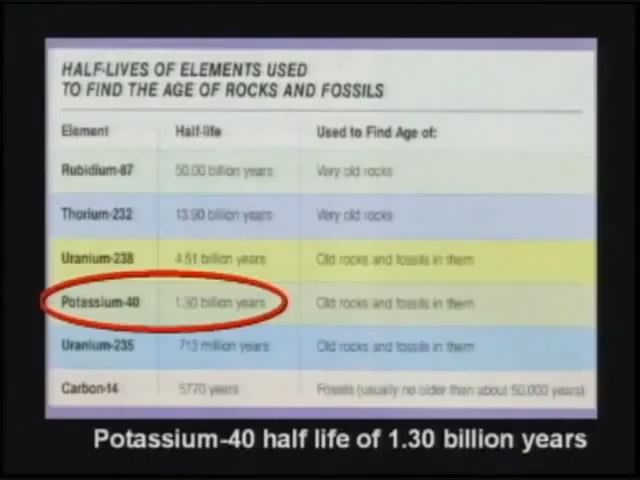 HALF-LIVES OF ELEMENTS USED
TO FIND THE AGE OF ROCKS AND FOSSILS
Element Half-life Used to Find Age of:
Rubidium-87 50.00 billion years Very old rocks
Thorium-232 13.90 billion years Very old rocks
Uranium-238 4.51 billion years Old rocks and fossils in them
Potassium-40 1.30 billion years Old rocks and fossils in them
Uranium-235 713 million years Old rocks and fossils in them
Carbon-14 5770 years Fossils (usually no older than about 50,000 years)
Potassium-40 half life of 1.30 billion years